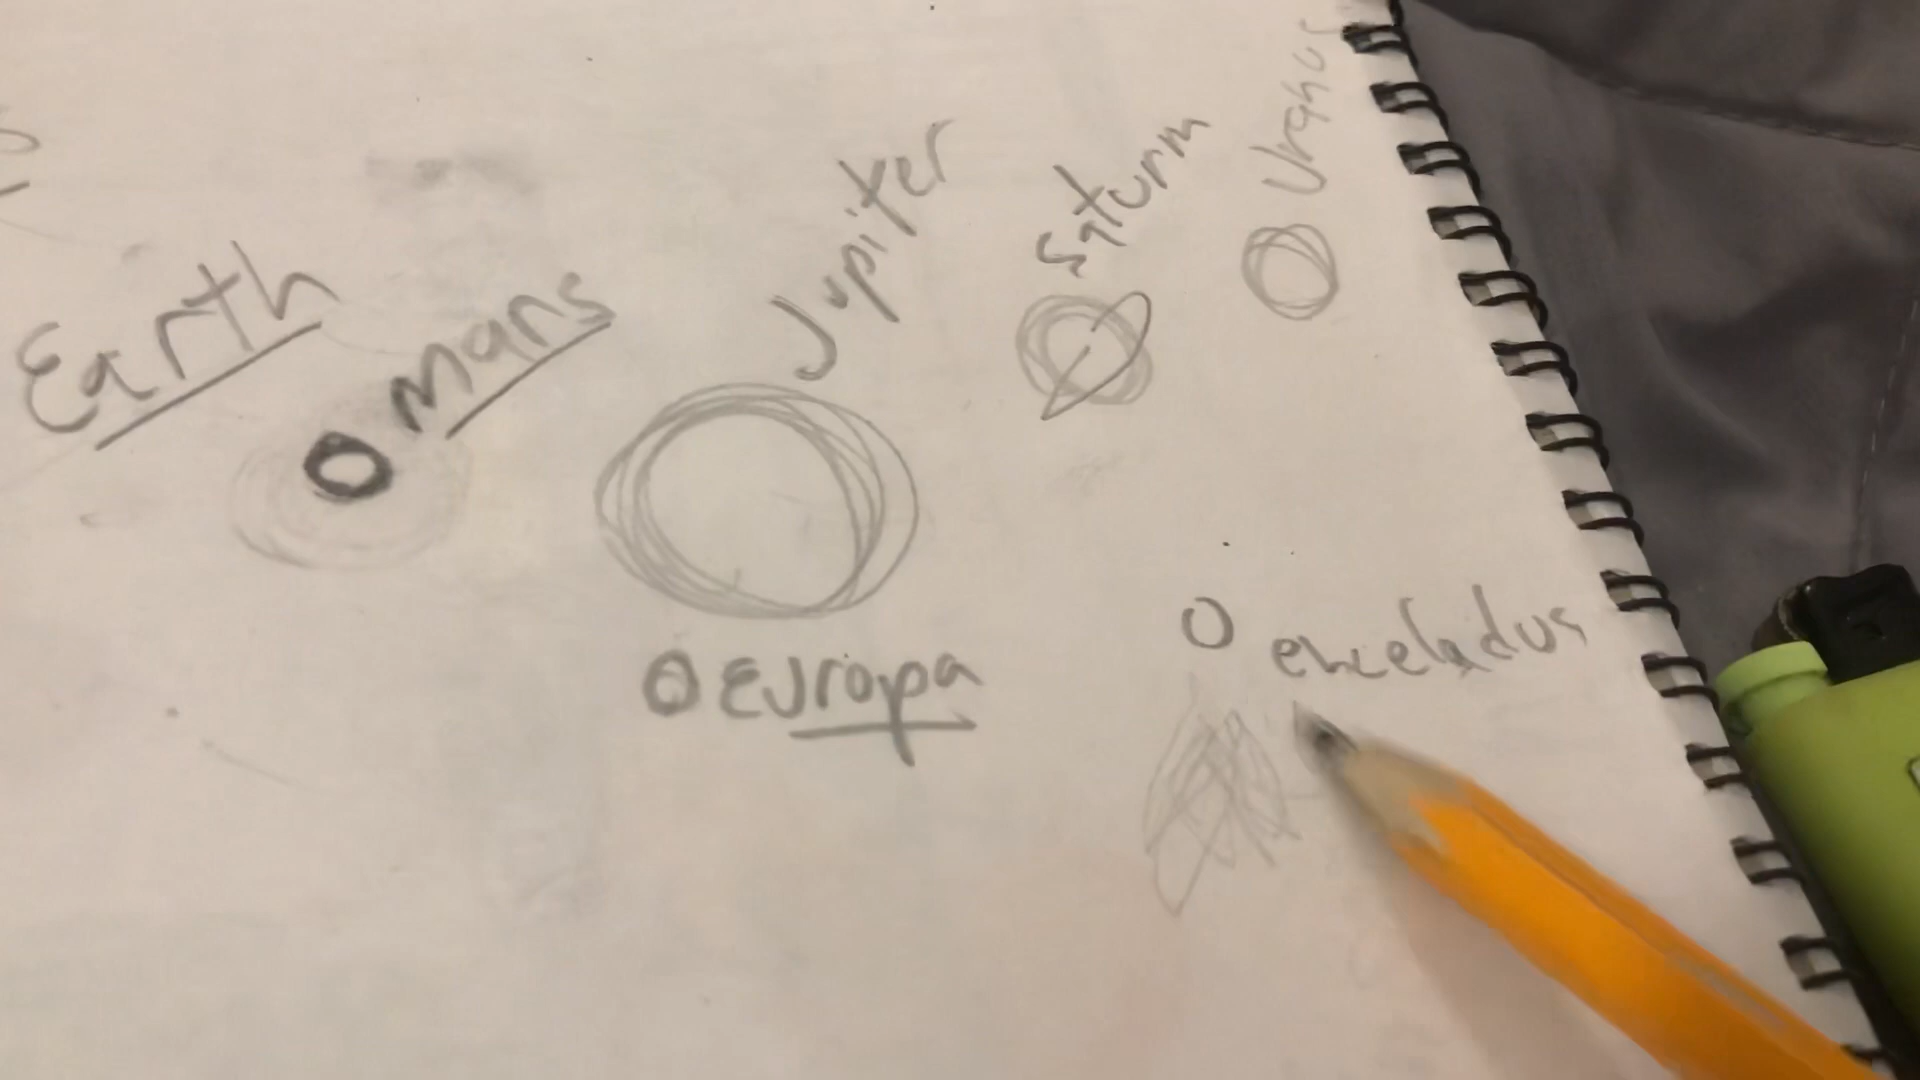 Earth
mars
Jupiter
Saturn
Uranus
Europa
enceladus